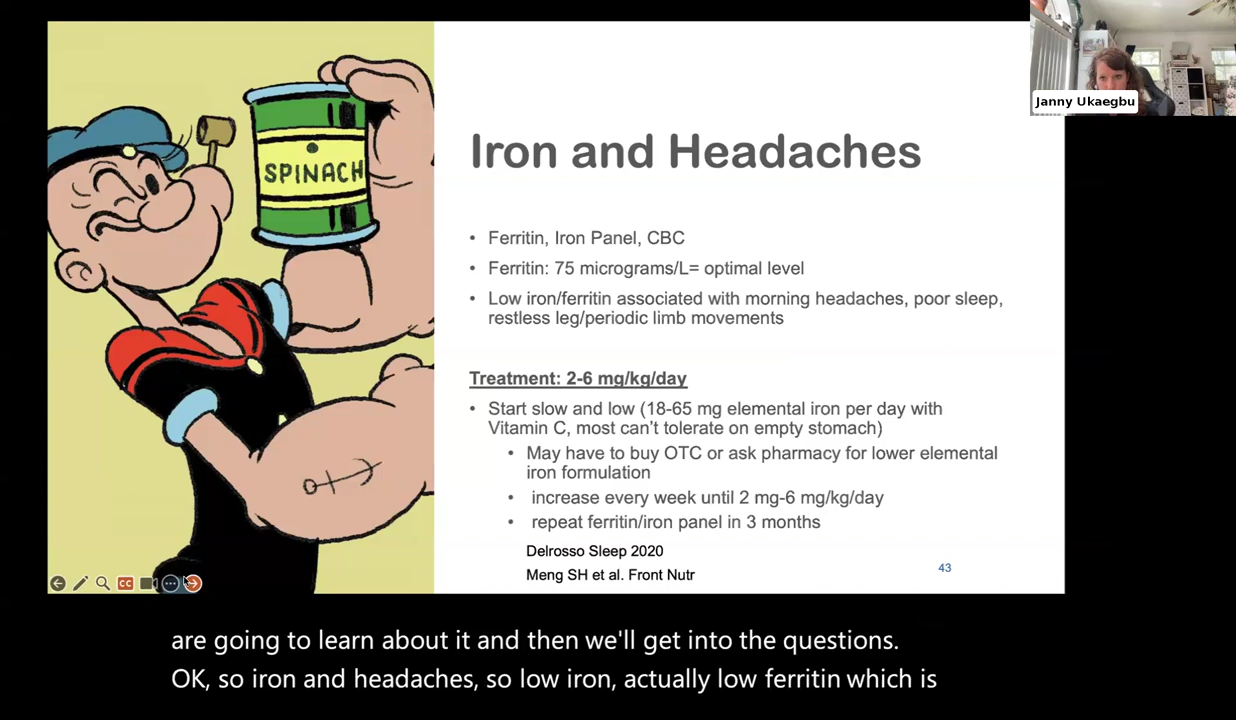 Janny Ukaegbu
SPINACH
Iron and Headaches
• Ferritin, Iron Panel, CBC
• Ferritin: 75 micrograms/L= optimal level
• Low iron/ferritin associated with morning headaches, poor sleep,
restless leg/periodic limb movements
Treatment: 2-6 mg/kg/day
• Start slow and low (18-65 mg elemental iron per day with
Vitamin C, most can't tolerate on empty stomach)
• May have to buy OTC or ask pharmacy for lower elemental
iron formulation
• increase every week until 2 mg-6 mg/kg/day
• repeat ferritin/iron panel in 3 months
Delrosso Sleep 2020
Meng SH et al. Front Nutr
43
CC
are going to learn about it and then we'll get into the questions.
OK, so iron and headaches, so low iron, actually low ferritin which is